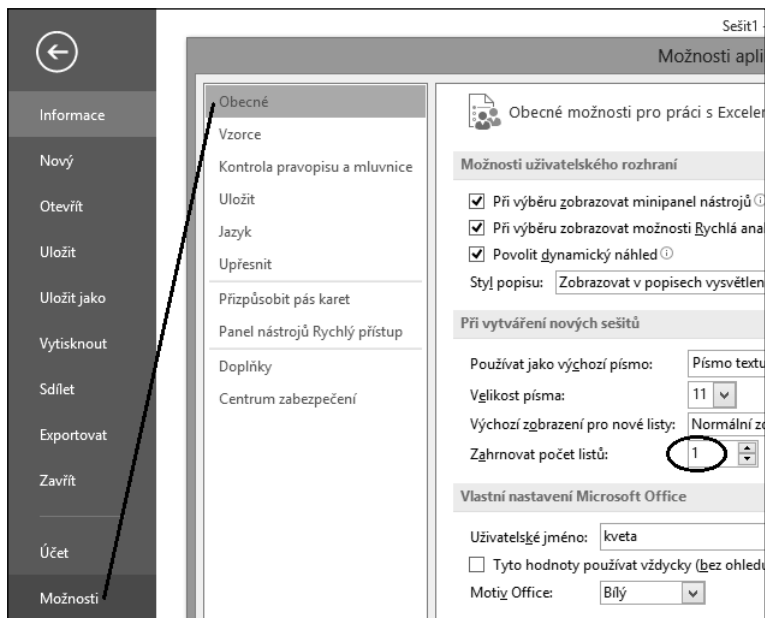 Sešit1 -
Možnosti apli
Informace
Nový
Otevřít
Uložit
Uložit jako
Vytisknout
Sdílet
Exportovat
Zavřít
Účet
Možnosti
Obecné
Vzorce
Kontrola pravopisu a mluvnice
Uložit
Jazyk
Upřesnit
Přizpůsobit pás karet
Panel nástrojů Rychlý přístup
Doplňky
Centrum zabezpečení
Obecné možnosti pro práci s Excelem
Možnosti uživatelského rozhraní
Při výběru zobrazovat minipanel nástrojů
Při výběru zobrazovat možnosti Rychlá anal
Povolit dynamický náhled
Styl popisu: Zobrazovat v popisech vysvětlen
Při vytváření nových sešitů
Používat jako výchozí písmo: Písmo textu
Velikost písma: 11
Výchozí zobrazení pro nové listy: Normální zo
Zahrnovat počet listů: 1
Vlastní nastavení Microsoft Office
Uživatelské jméno: kveta
Tyto hodnoty používat vždycky (bez ohledu
Motiv Office: Bílý